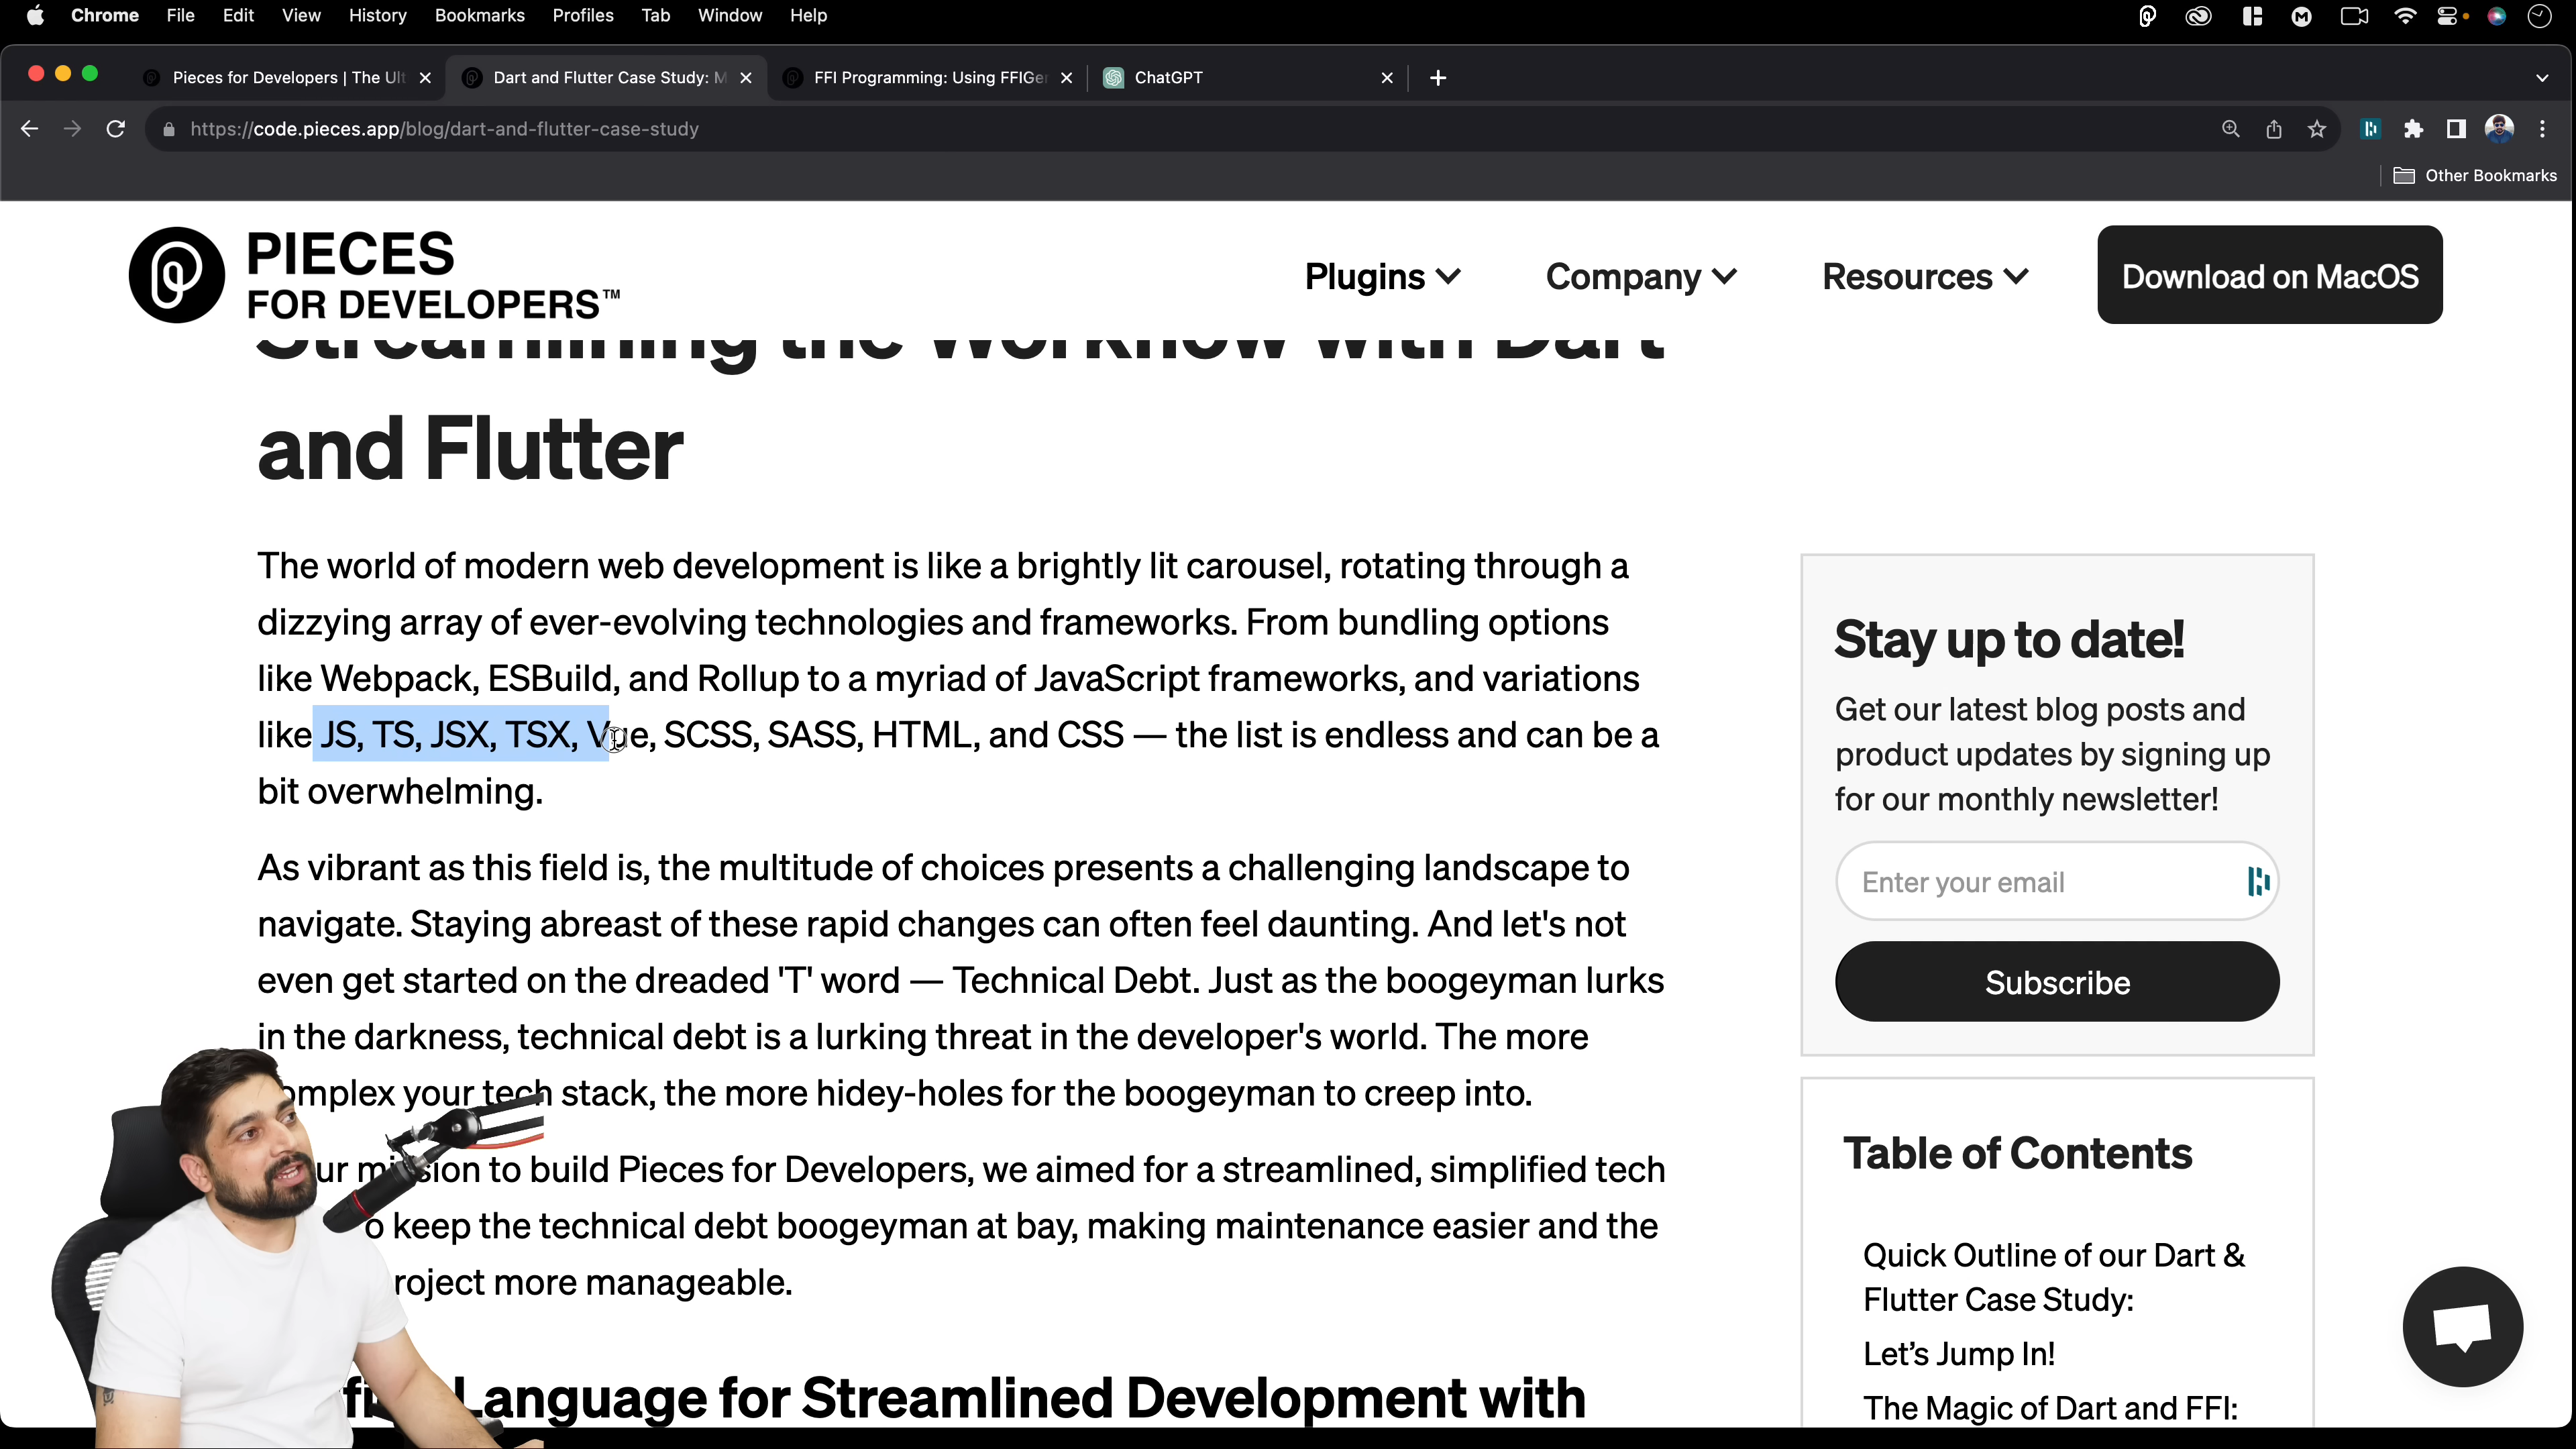 Chrome File Edit View History Bookmarks Profiles Tab Window Help
Pieces for Developers | The Ult
Dart and Flutter Case Study: M
FFI Programming: Using FFIGe
ChatGPT
https://code.pieces.app/blog/dart-and-flutter-case-study
Other Bookmarks
PIECES
FOR DEVELOPERS™
Plugins Company Resources Download on MacOS
Streamlining the Workflow with Dart
and Flutter
The world of modern web development is like a brightly lit carousel, rotating through a
dizzying array of ever-evolving technologies and frameworks. From bundling options
like Webpack, ESBuild, and Rollup to a myriad of JavaScript frameworks, and variations
like JS, TS, JSX, TSX, Vue, SCSS, SASS, HTML, and CSS — the list is endless and can be a
bit overwhelming.
As vibrant as this field is, the multitude of choices presents a challenging landscape to
navigate. Staying abreast of these rapid changes can often feel daunting. And let's not
even get started on the dreaded 'T' word — Technical Debt. Just as the boogeyman lurks
in the darkness, technical debt is a lurking threat in the developer's world. The more
omplex your tech stack, the more hidey-holes for the boogeyman to creep into.
ur mission to build Pieces for Developers, we aimed for a streamlined, simplified tech
o keep the technical debt boogeyman at bay, making maintenance easier and the
roject more manageable.
Language for Streamlined Development with
Stay up to date!
Get our latest blog posts and
product updates by signing up
for our monthly newsletter!
Enter your email
Subscribe
Table of Contents
Quick Outline of our Dart &
Flutter Case Study:
Let’s Jump In!
The Magic of Dart and FFI: